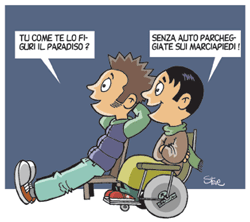 TU COME TE LO FI-
GURI IL PARADISO ?
SENZA AUTO PARCHEG-
GIATE SUI MARCIAPIEDI !